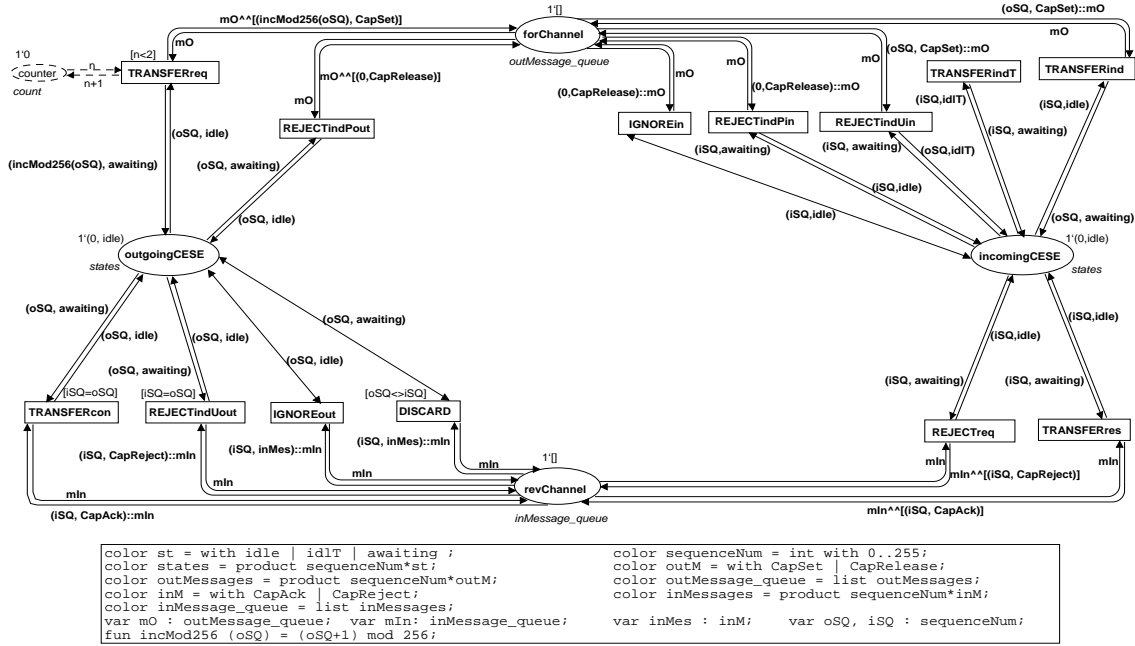 1'[]
mO^^[(incMod256(oSQ), CapSet)]
(oSQ, CapSet)::mO
forChannel
mO
mO
outMessage_queue
1'0
[n<2]
counter
n
n+1
count
TRANSFERreq
mO^^[(0,CapRelease)]
mO
REJECTindPout
mO
(0,CapRelease)::mO
mO
(0,CapRelease)::mO
mO
(oSQ, CapSet)::mO
IGNOREin
REJECTindPin
REJECTindUin
TRANSFERindT
TRANSFERind
(oSQ, idle)
(incMod256(oSQ), awaiting)
(oSQ, awaiting)
(oSQ, idle)
(iSQ,awaiting)
(iSQ, awaiting)
(iSQ,idlT)
(iSQ,idle)
(iSQ, awaiting)
(oSQ,idlT)
(iSQ,idle)
(iSQ,idle)
(oSQ, awaiting)
1'(0, idle)
outgoingCESE
states
1'(0,idle)
incomingCESE
states
(oSQ, awaiting)
(oSQ, idle)
(oSQ, idle)
(oSQ, awaiting)
(oSQ, idle)
(oSQ, awaiting)
(iSQ,idle)
(iSQ,idle)
(iSQ, awaiting)
(iSQ, awaiting)
[iSQ=oSQ]
[iSQ=oSQ]
[oSQ<>iSQ]
TRANSFERcon
REJECTindUout
IGNOREout
DISCARD
REJECTreq
TRANSFERres
(iSQ, CapReject)::mIn
(iSQ, inMes)::mIn
(iSQ, inMes)::mIn
mIn
mIn
mIn
mIn
(iSQ, CapAck)::mIn
1'[]
revChannel
inMessage_queue
mIn
mIn^^[(iSQ, CapReject)]
mIn
mIn^^[(iSQ, CapAck)]
color st = with idle | idlT | awaiting ;
color sequenceNum = int with 0..255;
color states = product sequenceNum*st;
color outM = with CapSet | CapRelease;
color outMessages = product sequenceNum*outM;
color outMessage_queue = list outMessages;
color inM = with CapAck | CapReject;
color inMessages = product sequenceNum*inM;
color inMessage_queue = list inMessages;
var mO : outMessage_queue; var mIn: inMessage_queue; var inMes : inM; var oSQ, iSQ : sequenceNum;
fun incMod256 (oSQ) = (oSQ+1) mod 256;